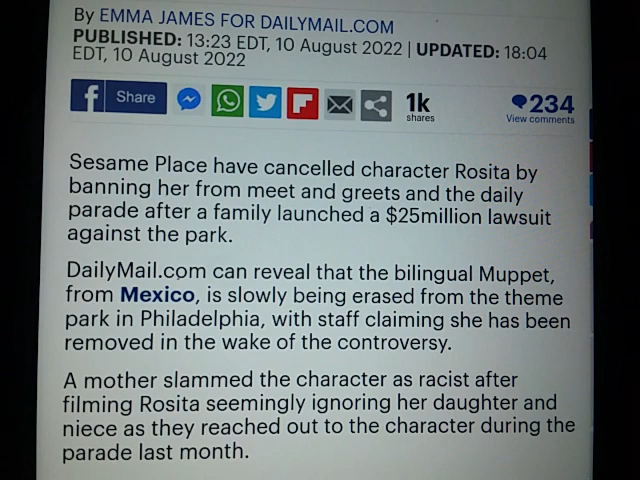 By EMMA JAMES FOR DAILYMAIL.COM
PUBLISHED: 13:23 EDT, 10 August 2022 | UPDATED: 18:04
EDT, 10 August 2022
f Share 1k shares 234 View comments
Sesame Place have cancelled character Rosita by
banning her from meet and greets and the daily
parade after a family launched a $25million lawsuit
against the park.
DailyMail.com can reveal that the bilingual Muppet,
from Mexico, is slowly being erased from the theme
park in Philadelphia, with staff claiming she has been
removed in the wake of the controversy.
A mother slammed the character as racist after
filming Rosita seemingly ignoring her daughter and
niece as they reached out to the character during the
parade last month.